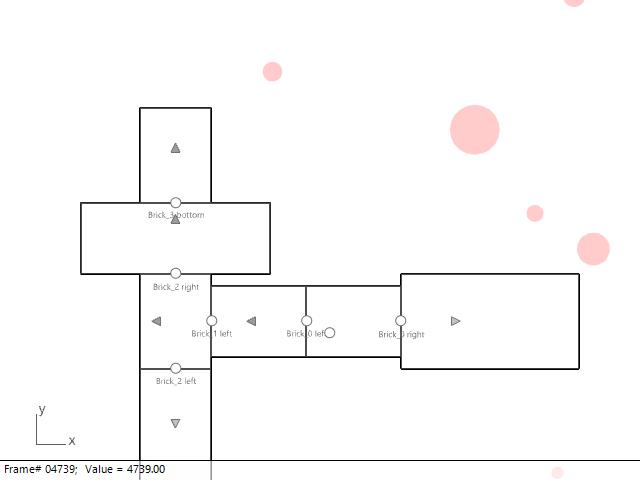 Brick_3 bottom
Brick_2 right
Brick_1 left
Brick_0 left
Brick_0 right
Brick_2 left
y
x
Frame# 04739; Value = 4739.00